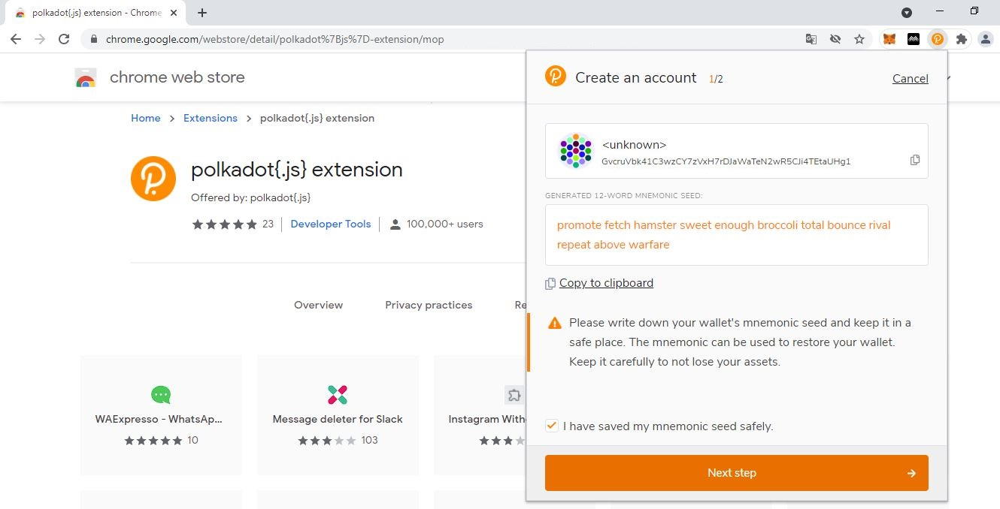 polkadot{.js} extension - Chrome
chrome.google.com/webstore/detail/polkadot%7Bjs%7D-extension/mop
chrome web store
Home > Extensions > polkadot{.js} extension
polkadot{.js} extension
Offered by: polkadot{.js}
23 Developer Tools 100,000+ users
Overview Privacy practices Re
WAExpresso - WhatsAp...
10
Message deleter for Slack
103
Instagram With
Create an account 1/2 Cancel
<unknown>
GvcruVbk41C3wzCY7zVxH7rDJaWaTeN2wR5CJi4TEtaUHg1
GENERATED 12-WORD MNEMONIC SEED:
promote fetch hamster sweet enough broccoli total bounce rival
repeat above warfare
Copy to clipboard
Please write down your wallet's mnemonic seed and keep it in a
safe place. The mnemonic can be used to restore your wallet.
Keep it carefully to not lose your assets.
I have saved my mnemonic seed safely.
Next step